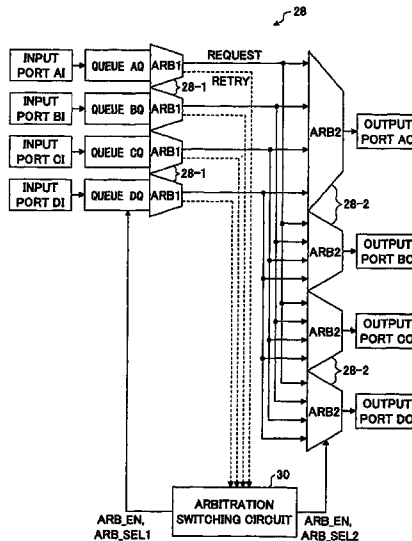 28
INPUT PORT AI
QUEUE AQ
ARB1
REQUEST
RETRY
28-1
INPUT PORT BI
QUEUE BQ
ARB1
INPUT PORT CI
QUEUE CQ
ARB1
28-1
INPUT PORT DI
QUEUE DQ
ARB1
ARB2
OUTPUT PORT AO
28-2
ARB2
OUTPUT PORT BO
ARB2
OUTPUT PORT CO
28-2
ARB2
OUTPUT PORT DO
30
ARBITRATION SWITCHING CIRCUIT
ARB_EN, ARB_SEL1
ARB_EN, ARB_SEL2